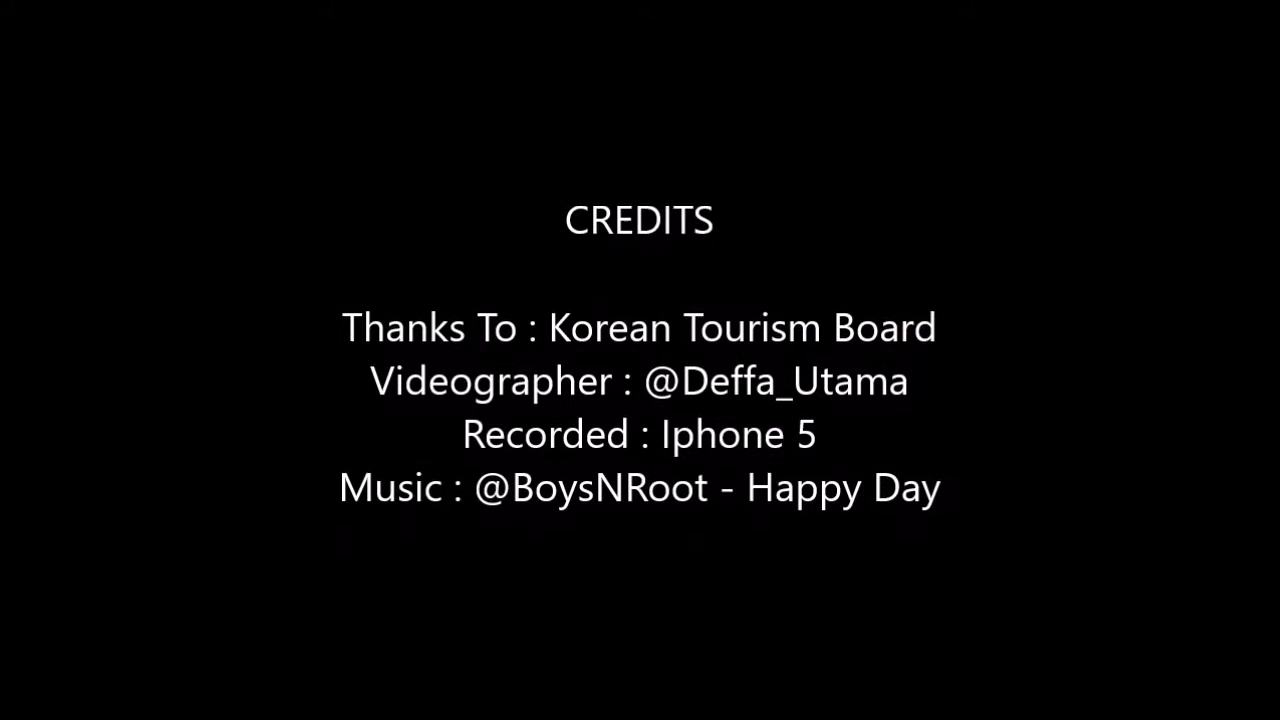 CREDITS
Thanks To : Korean Tourism Board
Videographer : @Deffa_Utama
Recorded : Iphone 5
Music : @BoysNRoot - Happy Day